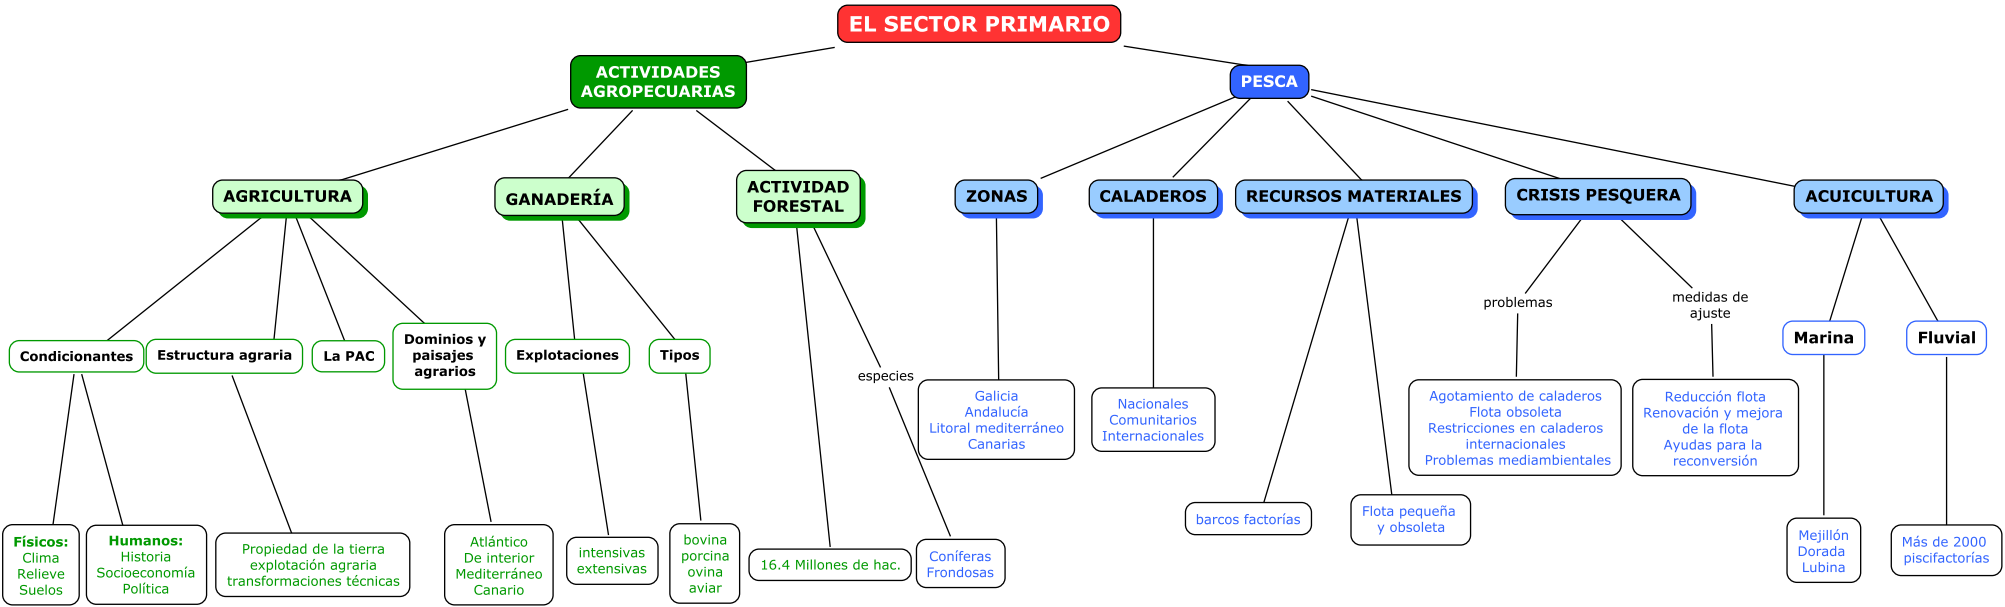 EL SECTOR PRIMARIO
ACTIVIDADES
AGROPECUARIAS
PESCA
AGRICULTURA
GANADERÍA
ACTIVIDAD
FORESTAL
ZONAS
CALADEROS
RECURSOS MATERIALES
CRISIS PESQUERA
ACUICULTURA
problemas
medidas de
ajuste
Condicionantes
Estructura agraria
La PAC
Dominios y
paisajes
agrarios
Explotaciones
Tipos
especies
Marina
Fluvial
Galicia
Andalucía
Litoral mediterráneo
Canarias
Nacionales
Comunitarios
Internacionales
Agotamiento de caladeros
Flota obsoleta
Restricciones en caladeros
internacionales
Problemas mediambientales
Reducción flota
Renovación y mejora
de la flota
Ayudas para la
reconversión
barcos factorías
Flota pequeña
y obsoleta
Físicos:
Clima
Relieve
Suelos
Humanos:
Historia
Socioeconomía
Política
Propiedad de la tierra
explotación agraria
transformaciones técnicas
Atlántico
De interior
Mediterráneo
Canario
intensivas
extensivas
bovina
porcina
ovina
aviar
16.4 Millones de hac.
Coníferas
Frondosas
Mejillón
Dorada
Lubina
Más de 2000
piscifactorías